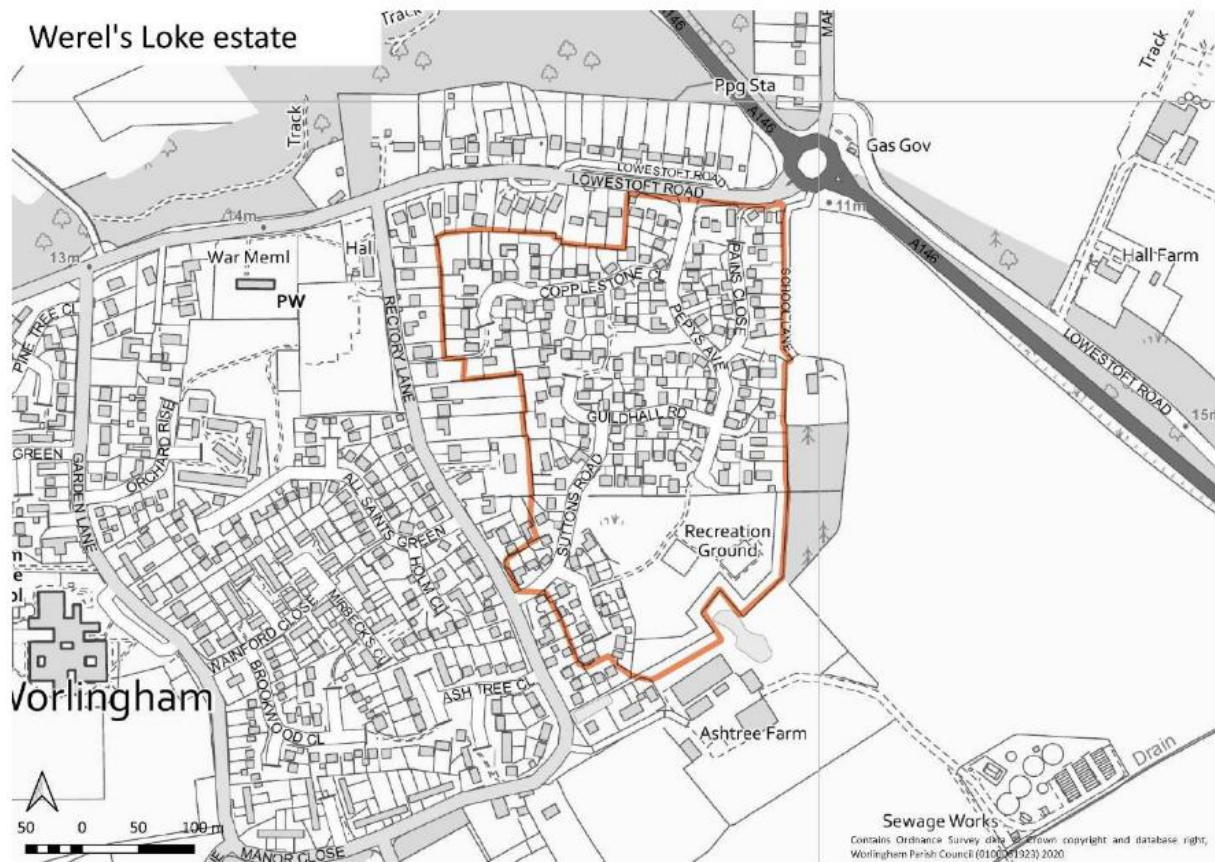 Werel's Loke estate
Track
A146
Ppg Sta
A146
Gas Gov
Track
Track
LOWESTOFT ROAD
LOWESTOFT ROAD
11m
14m
13m
War Meml
Hal
PW
Hall Farm
A146
LOWESTOFT ROAD
15m
PINE TREE CL
COPPLESTONE CL
PAINS CLOSE
SCHOOL LANE
PEPYS AVE
RECTORY LANE
GUILDHALL RD
ORCHARD RISE
GREEN
GARDEN LANE
ALL SAINTS GREEN
SUTTONS ROAD
Recreation
Ground
HOLM CL
MIRBECK'S CL
WAINFORD CLOSE
BROOKWOOD CL
ASH TREE CL
Worlingham
Ashtree Farm
Drain
Sewage Works
MANOR CLOSE
50 0 50 100 m
Contains Ordnance Survey data © Crown copyright and database right,
Worlingham Parish Council 2020